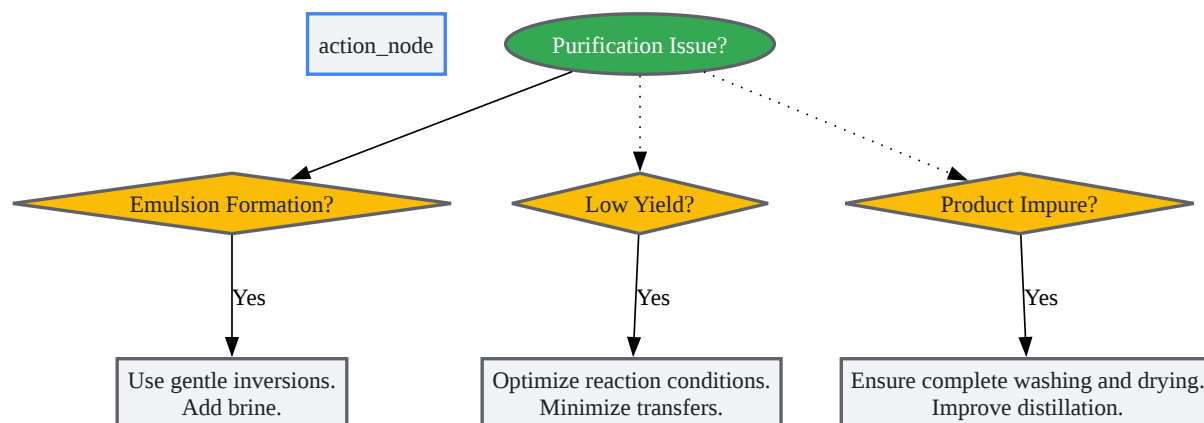 action_node
Purification Issue?
Emulsion Formation?
Low Yield?
Product Impure?
Yes
Yes
Yes
Use gentle inversions.
Add brine.
Optimize reaction conditions.
Minimize transfers.
Ensure complete washing and drying.
Improve distillation.